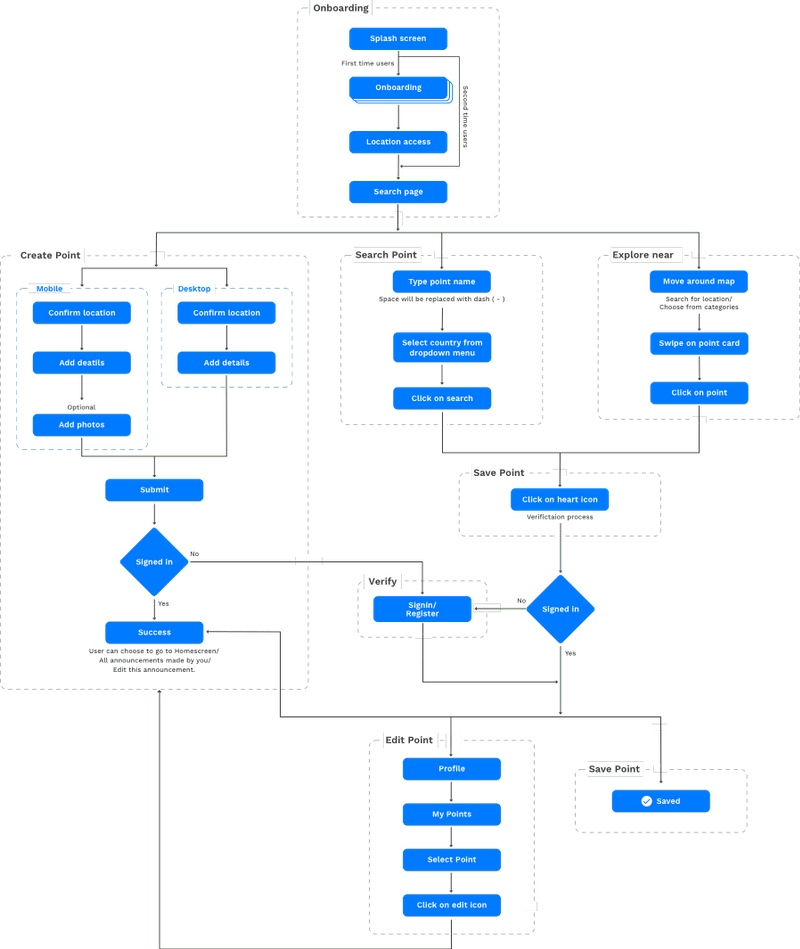 Onboarding
Splash screen
First time users
Onboarding
Second time users
Location access
Search page
Create Point
Mobile
Confirm location
Add deatils
Optional
Add photos
Desktop
Confirm location
Add details
Submit
Signed in
No
Yes
Success
User can choose to go to Homescreen/
All announcements made by you/
Edit this announcement.
Search Point
Type point name
Space will be replaced with dash ( - )
Select country from
dropdown menu
Click on search
Explore near
Move around map
Search for location/
Choose from categories
Swipe on point card
Click on point
Save Point
Click on heart icon
Verifictaion process
Verify
Signin/
Register
No
Signed in
Yes
Edit Point
Profile
My Points
Select Point
Click on edit icon
Save Point
Saved